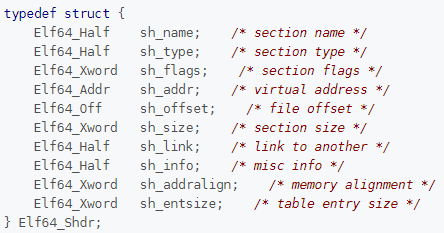 typedef struct {
    Elf64_Half   sh_name;    /* section name */
    Elf64_Half   sh_type;    /* section type */
    Elf64_Xword  sh_flags;    /* section flags */
    Elf64_Addr   sh_addr;    /* virtual address */
    Elf64_Off    sh_offset;    /* file offset */
    Elf64_Xword  sh_size;    /* section size */
    Elf64_Half   sh_link;    /* link to another */
    Elf64_Half   sh_info;    /* misc info */
    Elf64_Xword  sh_addralign;    /* memory alignment */
    Elf64_Xword  sh_entsize;    /* table entry size */
} Elf64_Shdr;